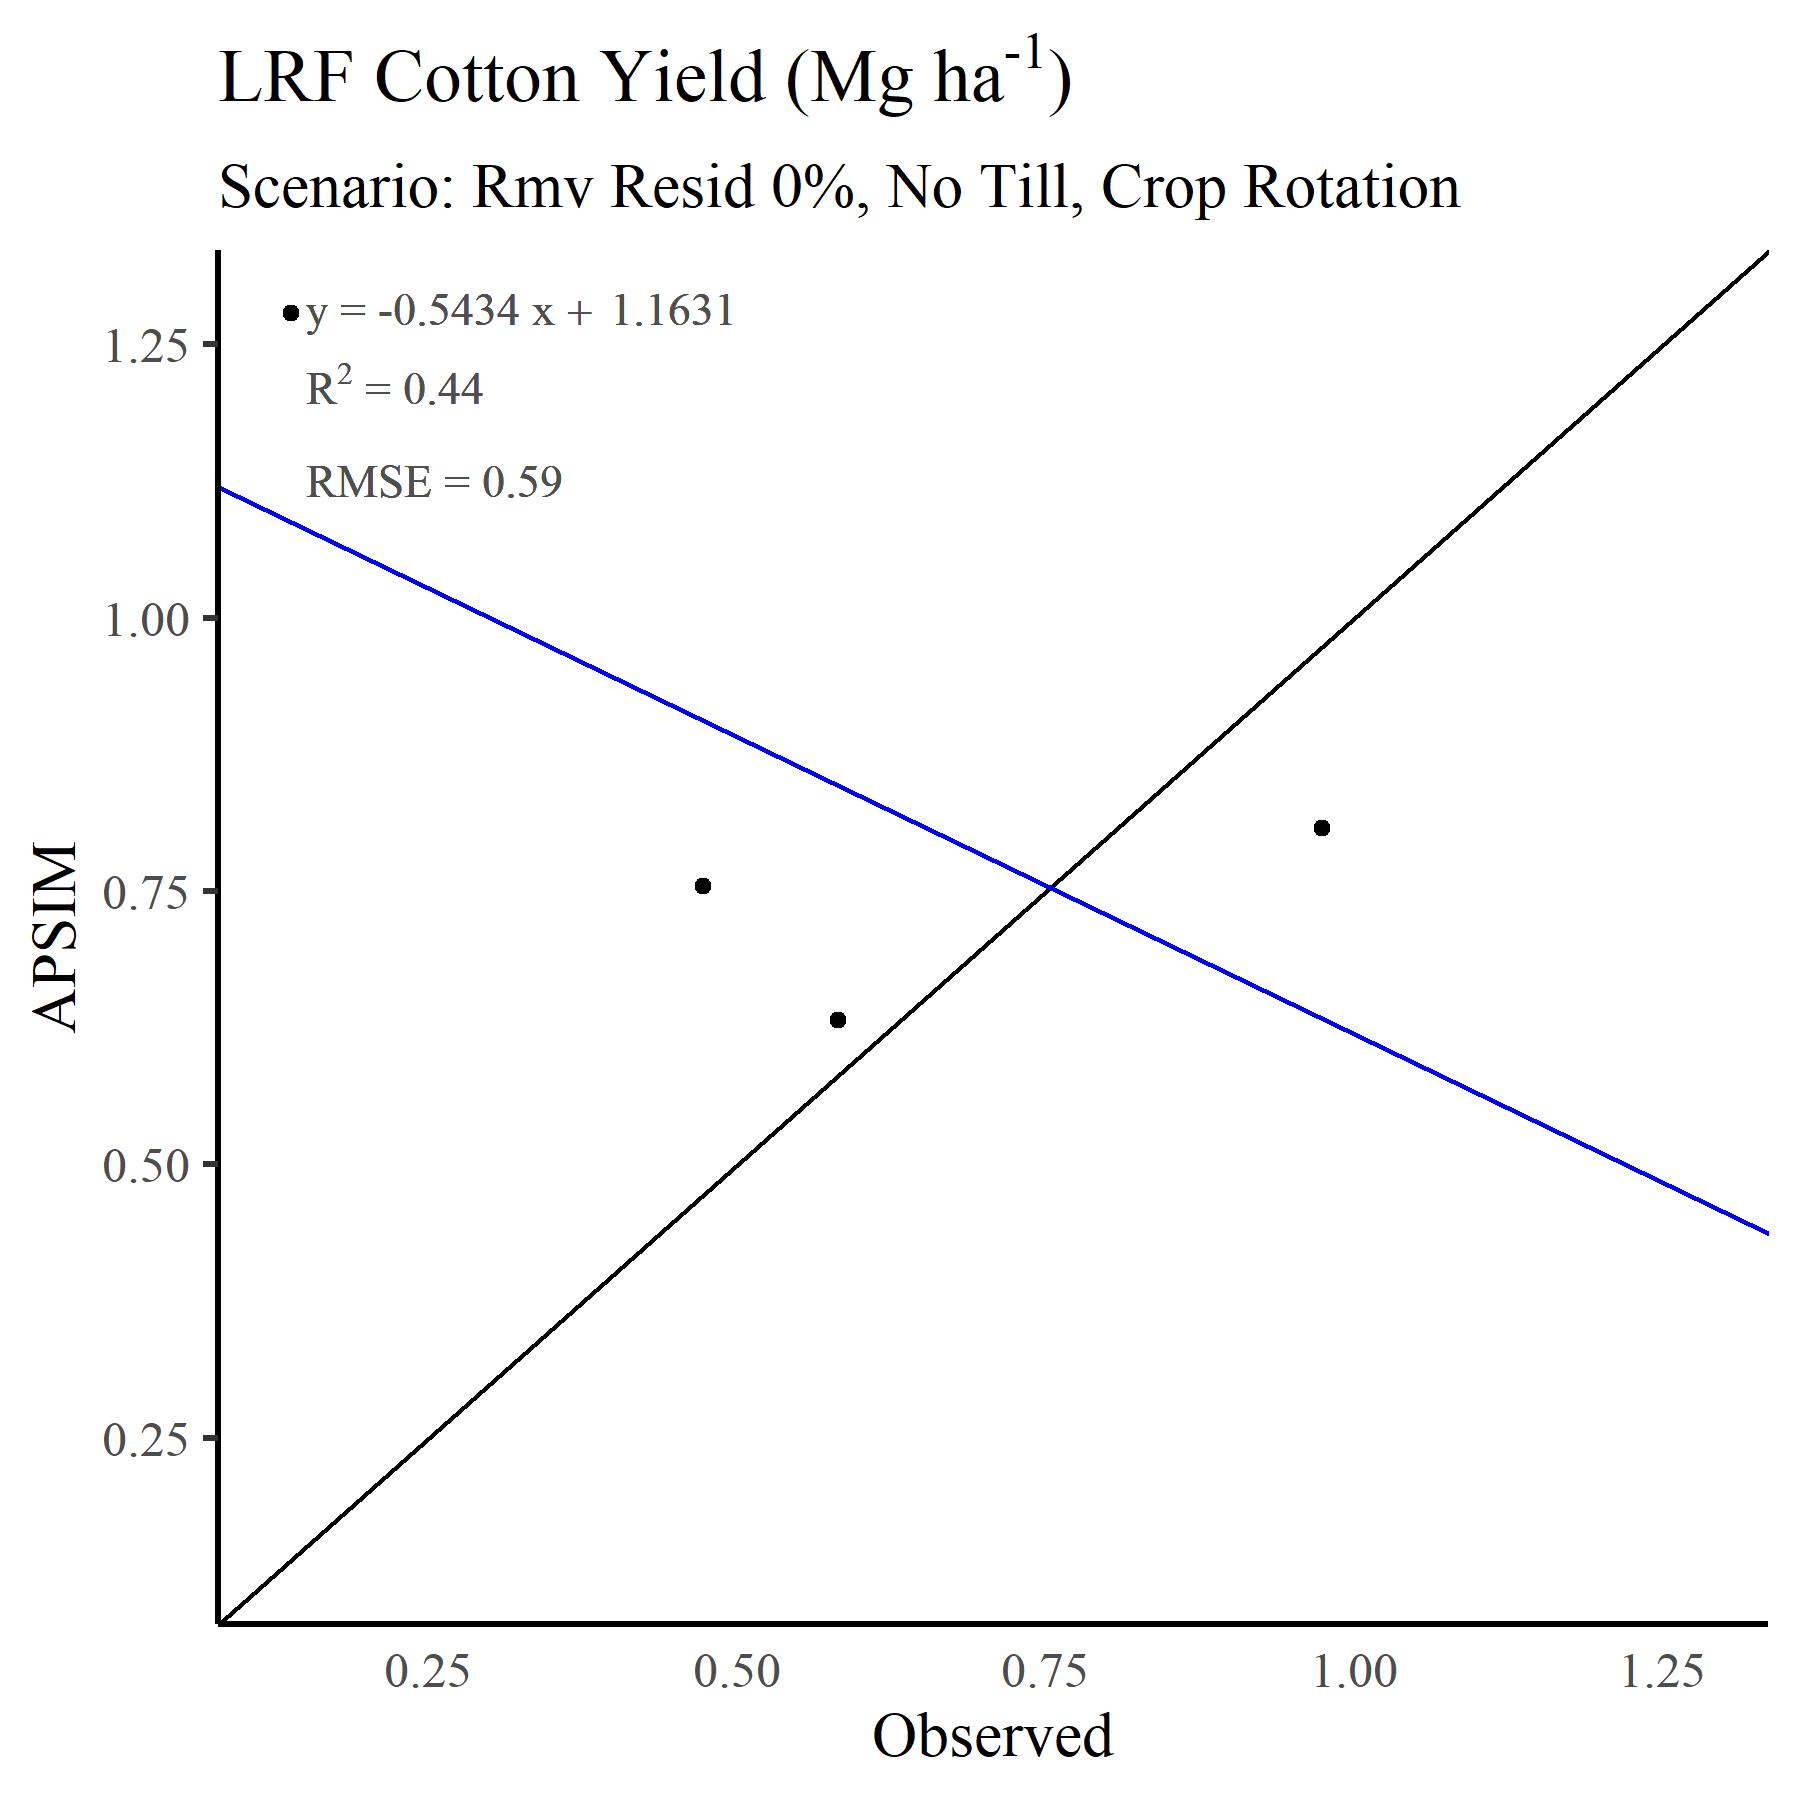 LRF Cotton Yield (Mg ha⁻¹)
Scenario: Rmv Resid 0%, No Till, Crop Rotation
y = -0.5434 x + 1.1631
R² = 0.44
RMSE = 0.59
1.25
1.00
0.75
0.50
0.25
APSIM
0.25 0.50 0.75 1.00 1.25
Observed